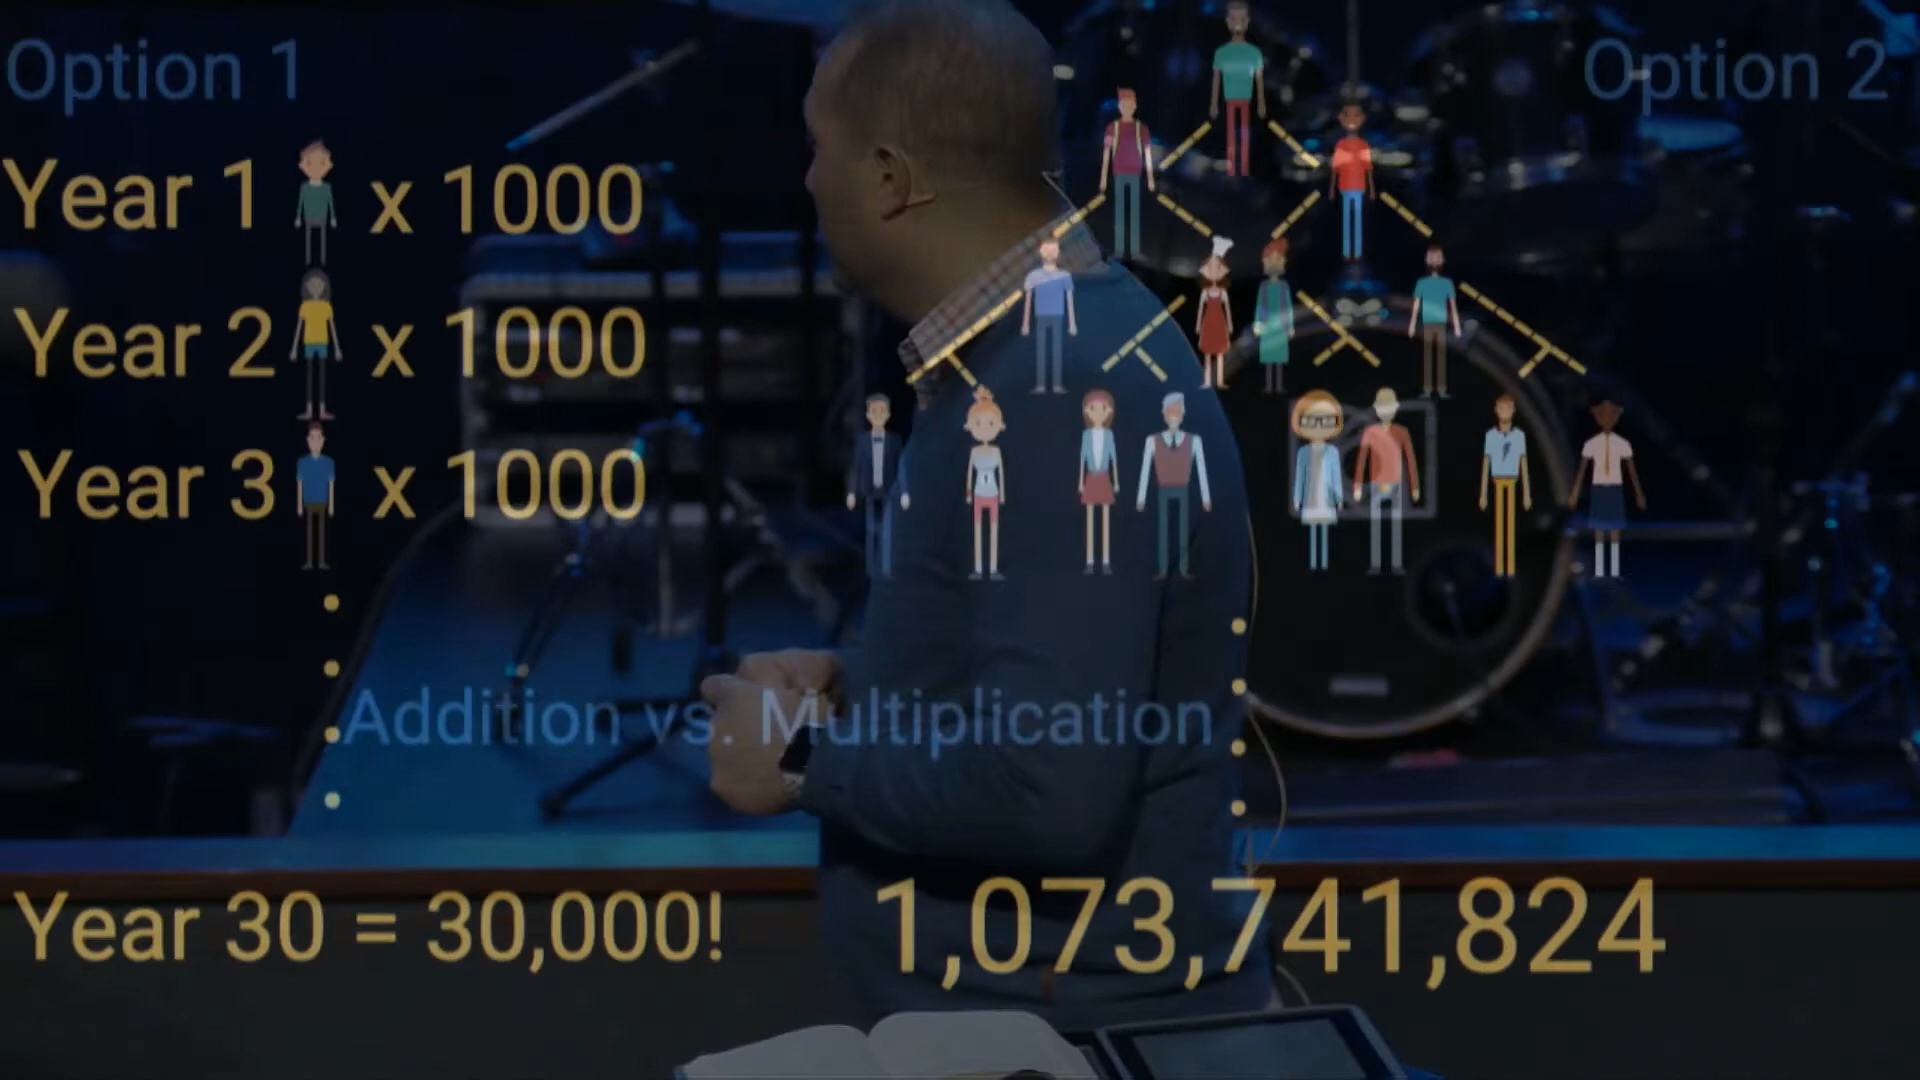 Option 1
Option 2
Year 1 x 1000
Year 2 x 1000
Year 3 x 1000
Addition vs. Multiplication
Year 30 = 30,000!
1,073,741,824